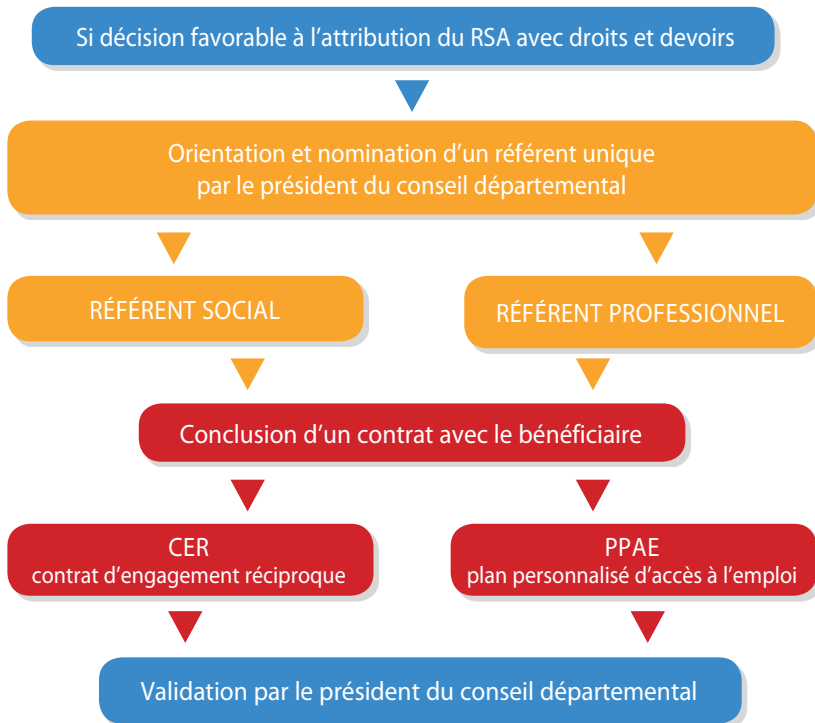 Si décision favorable à l’attribution du RSA avec droits et devoirs
Orientation et nomination d’un référent unique
par le président du conseil départemental
RÉFÉRENT SOCIAL
RÉFÉRENT PROFESSIONNEL
Conclusion d’un contrat avec le bénéficiaire
CER
contrat d’engagement réciproque
PPAE
plan personnalisé d’accès à l’emploi
Validation par le président du conseil départemental